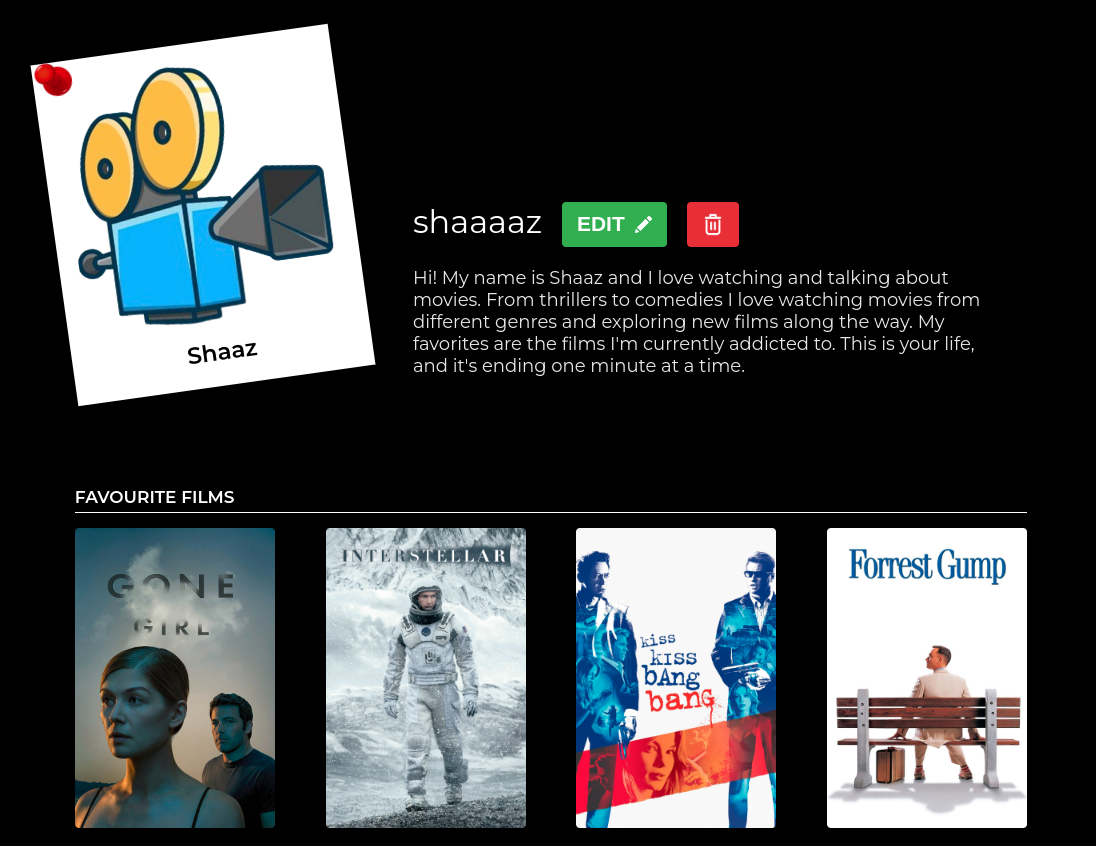 Shaaz
shaaaaz
EDIT
Hi! My name is Shaaz and I love watching and talking about
movies. From thrillers to comedies I love watching movies from
different genres and exploring new films along the way. My
favorites are the films I'm currently addicted to. This is your life,
and it's ending one minute at a time.
FAVOURITE FILMS
GONE
GIRL
INTERSTELLAR
kiss
kiss
bAng
bang
Forrest Gump